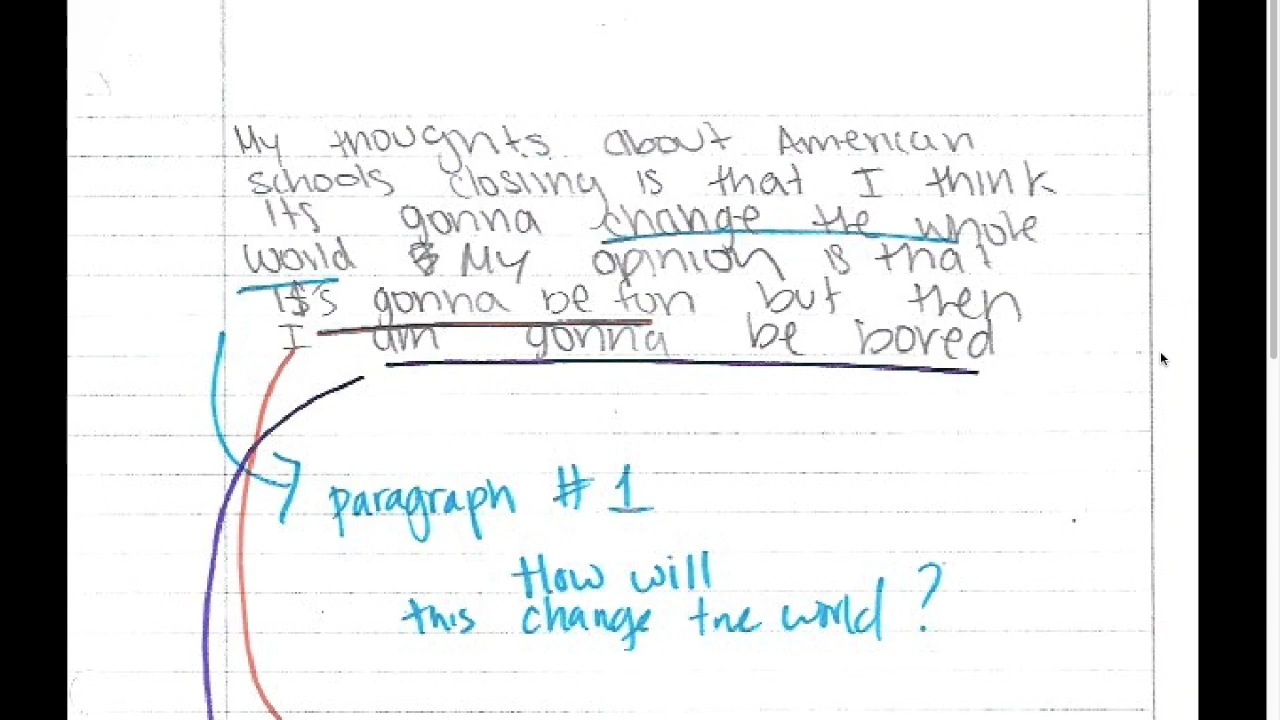 My thoughts about American
schools closing is that I think
Its gonna change the whole
world My opinion is that
It's gonna be fun but then
I am gonna be bored
paragraph # 1
How will
this change the world ?